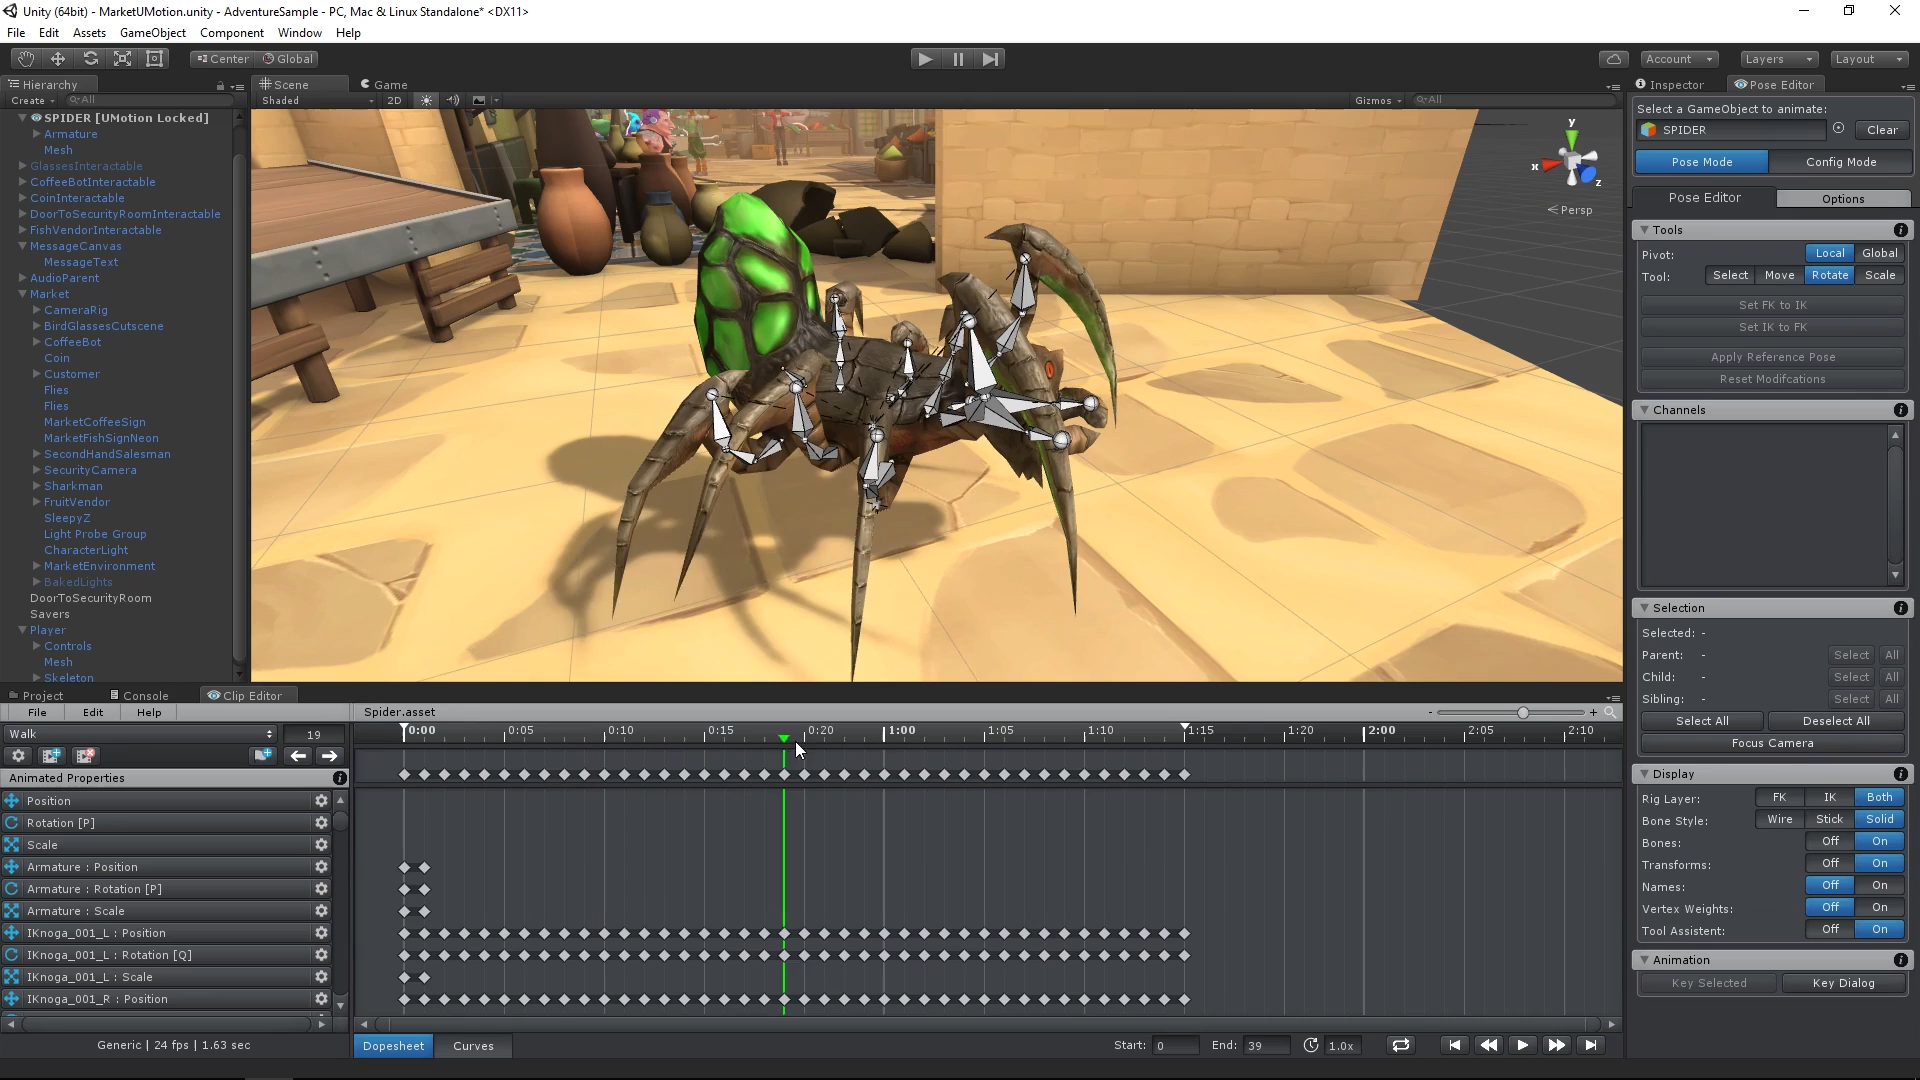 Unity (64bit) - MarketUMotion.unity - AdventureSample - PC, Mac & Linux Standalone* <DX11>
File Edit Assets GameObject Component Window Help
Center Global
Account Layers Layout
Hierarchy
Create All
SPIDER [UMotion Locked]
Armature
Mesh
GlassesInteractable
CoffeeBotInteractable
CoinInteractable
DoorToSecurityRoomInteractable
FishVendorInteractable
MessageCanvas
MessageText
AudioParent
Market
CameraRig
BirdGlassesCutscene
CoffeeBot
Coin
Customer
Flies
Flies
MarketCoffeeSign
MarketFishSignNeon
SecondHandSalesman
SecurityCamera
Sharkman
FruitVendor
SleepyZ
Light Probe Group
CharacterLight
MarketEnvironment
BakedLights
DoorToSecurityRoom
Savers
Player
Controls
Mesh
Skeleton
Scene Game
Shaded 2D Gizmos All
y
x
z
Persp
Inspector Pose Editor
Select a GameObject to animate:
SPIDER Clear
Pose Mode Config Mode
Pose Editor Options
Tools
Pivot: Local Global
Tool: Select Move Rotate Scale
Set FK to IK
Set IK to FK
Apply Reference Pose
Reset Modifcations
Channels
Selection
Selected: -
Parent: - Select All
Child: - Select All
Sibling: - Select All
Select All Deselect All
Focus Camera
Display
Rig Layer: FK IK Both
Bone Style: Wire Stick Solid
Bones: Off On
Transforms: Off On
Names: Off On
Vertex Weights: Off On
Tool Assistent: Off On
Animation
Key Selected Key Dialog
Project Console Clip Editor
File Edit Help
Spider.asset
- +
Walk 19
0:00 0:05 0:10 0:15 0:20 1:00 1:05 1:10 1:15 1:20 2:00 2:05 2:10
Animated Properties
Position
Rotation [P]
Scale
Armature : Position
Armature : Rotation [P]
Armature : Scale
IKnoga_001_L : Position
IKnoga_001_L : Rotation [Q]
IKnoga_001_L : Scale
IKnoga_001_R : Position
Generic | 24 fps | 1.63 sec
Dopesheet Curves
Start: 0 End: 39 1.0x